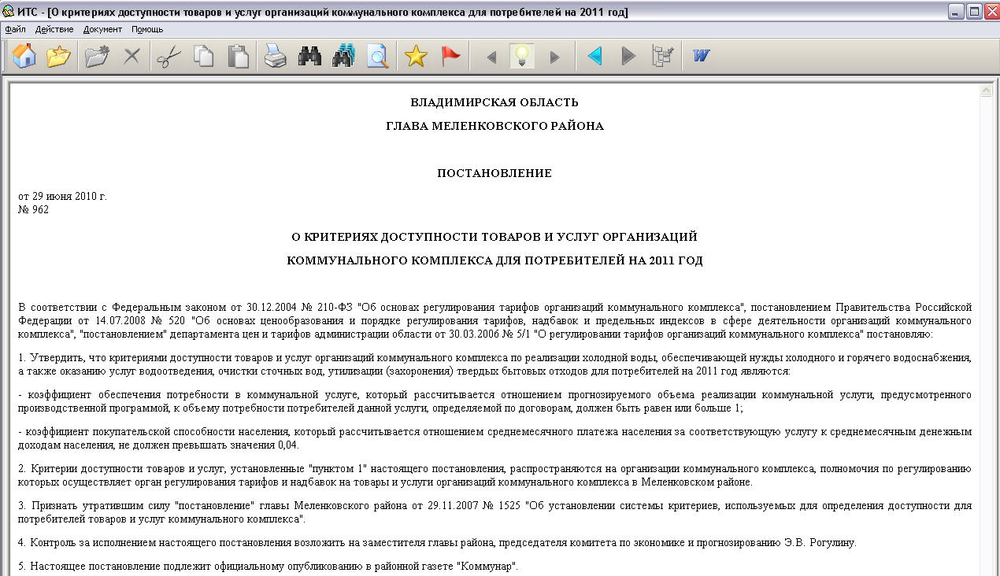 ИТС - [О критериях доступности товаров и услуг организаций коммунального комплекса для потребителей на 2011 год]
Файл Действие Документ Помощь
W
ВЛАДИМИРСКАЯ ОБЛАСТЬ
ГЛАВА МЕЛЕНКОВСКОГО РАЙОНА
ПОСТАНОВЛЕНИЕ
от 29 июня 2010 г.
№ 962
О КРИТЕРИЯХ ДОСТУПНОСТИ ТОВАРОВ И УСЛУГ ОРГАНИЗАЦИЙ
КОММУНАЛЬНОГО КОМПЛЕКСА ДЛЯ ПОТРЕБИТЕЛЕЙ НА 2011 ГОД
В соответствии с Федеральным законом от 30.12.2004 № 210-ФЗ "Об основах регулирования тарифов организаций коммунального комплекса", постановлением Правительства Российской
Федерации от 14.07.2008 № 520 "Об основах ценообразования и порядке регулирования тарифов, надбавок и предельных индексов в сфере деятельности организаций коммунального
комплекса", "постановлением" департамента цен и тарифов администрации области от 30.03.2006 № 5/1 "О регулировании тарифов организаций коммунального комплекса" постановляю:
1. Утвердить, что критериями доступности товаров и услуг организаций коммунального комплекса по реализации холодной воды, обеспечивающей нужды холодного и горячего водоснабжения,
а также оказанию услуг водоотведения, очистки сточных вод, утилизации (захоронения) твердых бытовых отходов для потребителей на 2011 год являются:
- коэффициент обеспечения потребности в коммунальной услуге, который рассчитывается отношением прогнозируемого объема реализации коммунальной услуги, предусмотренного
производственной программой, к объему потребности потребителей данной услуги, определяемой по договорам, должен быть равен или больше 1;
- коэффициент покупательской способности населения, который рассчитывается отношением среднемесячного платежа населения за соответствующую услугу к среднемесячным денежным
доходам населения, не должен превышать значения 0,04.
2. Критерии доступности товаров и услуг, установленные "пунктом 1" настоящего постановления, распространяются на организации коммунального комплекса, полномочия по регулированию
которых осуществляет орган регулирования тарифов и надбавок на товары и услуги организаций коммунального комплекса в Меленковском районе.
3. Признать утратившим силу "постановление" главы Меленковского района от 29.11.2007 № 1525 "Об установлении системы критериев, используемых для определения доступности для
потребителей товаров и услуг коммунального комплекса".
4. Контроль за исполнением настоящего постановления возложить на заместителя главы района, председателя комитета по экономике и прогнозированию Э.В. Рогулину.
5. Настоящее постановление подлежит официальному опубликованию в районной газете "Коммунар".